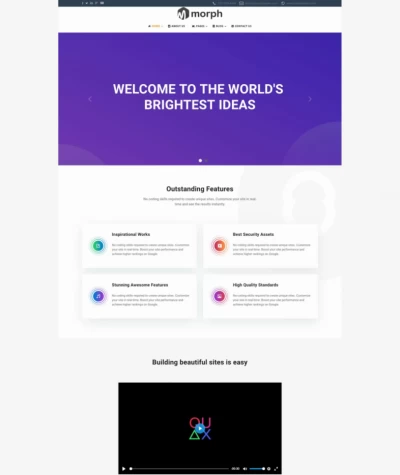 morph
HOME ABOUT US PAGES BLOG CONTACT US
WELCOME TO THE WORLD'S
BRIGHTEST IDEAS
Outstanding Features
No coding skills required to create unique sites. Customize your site in real
time and see the results instantly.
Inspirational Works
No coding skills required to create unique sites. Customize
your site in real time. Boost your site performance and
achieve higher rankings on Google.
Best Security Assets
No coding skills required to create unique sites. Customize
your site in real time. Boost your site performance and
achieve higher rankings on Google.
Stunning Awesome Features
No coding skills required to create unique sites. Customize
your site in real time. Boost your site performance and
achieve higher rankings on Google.
High Quality Standards
No coding skills required to create unique sites. Customize
your site in real time. Boost your site performance and
achieve higher rankings on Google.
Building beautiful sites is easy